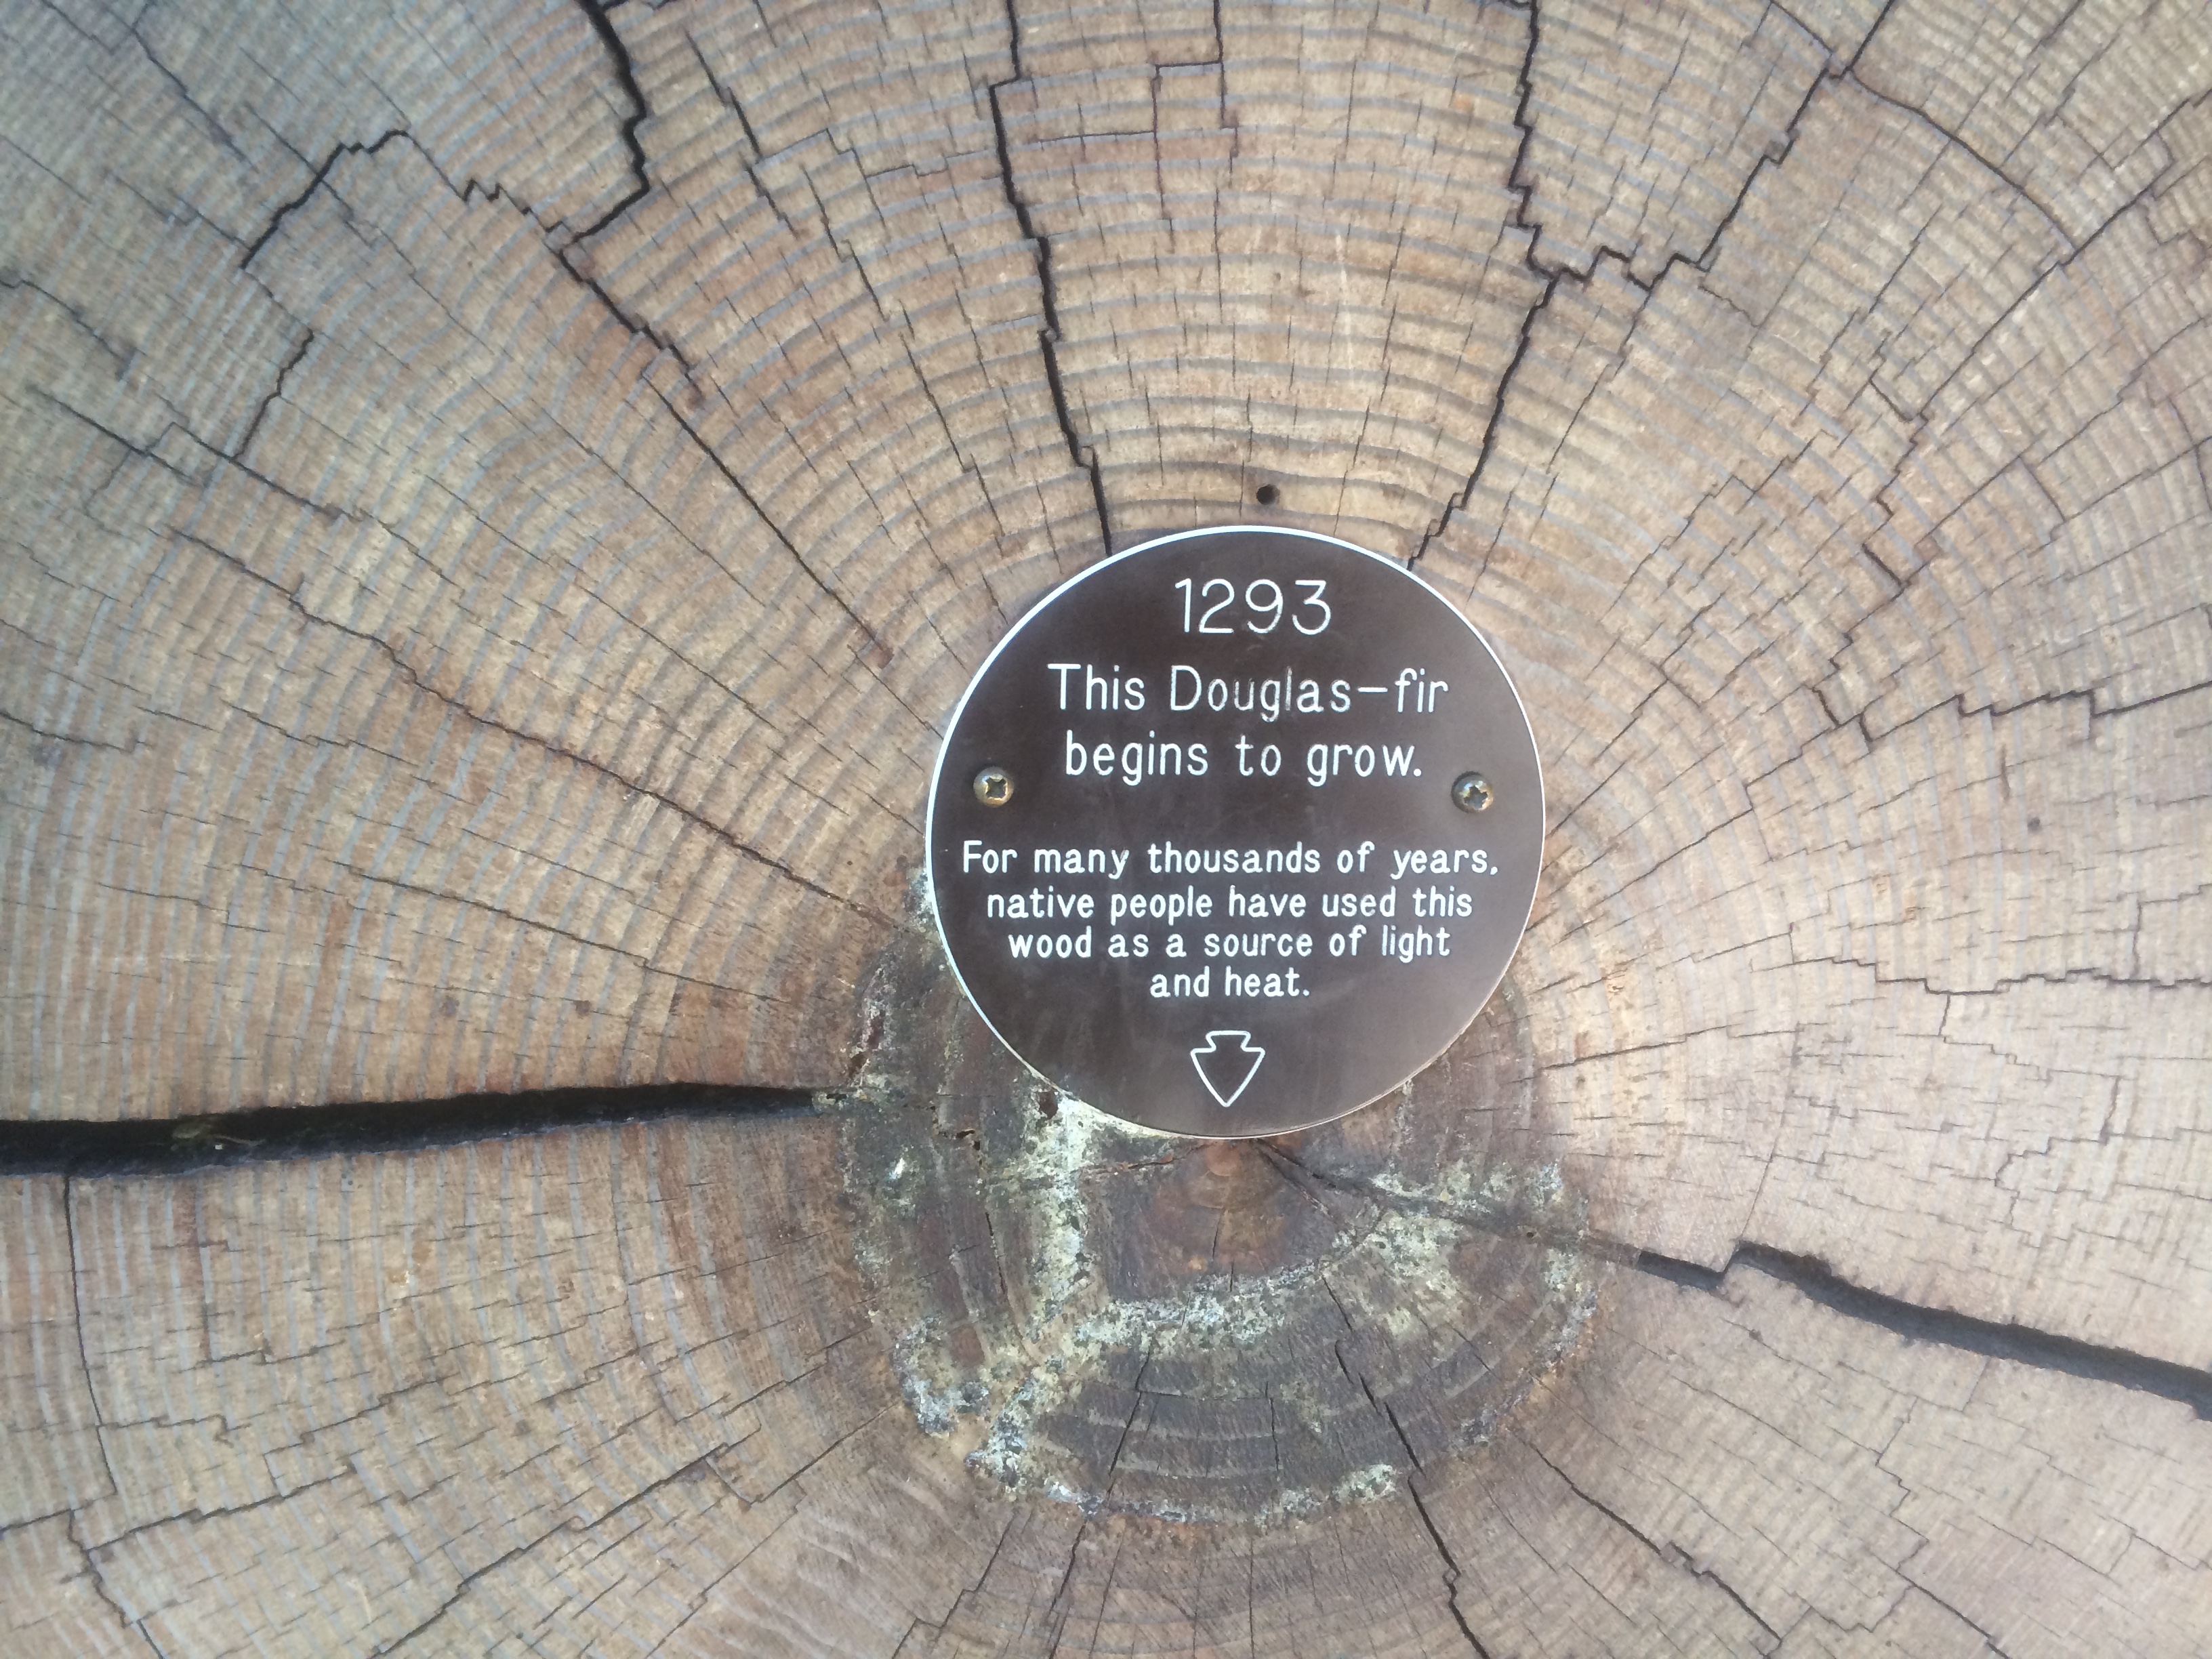 1293
This Douglas-fir
begins to grow.
For many thousands of years,
native people have used this
wood as a source of light
and heat.